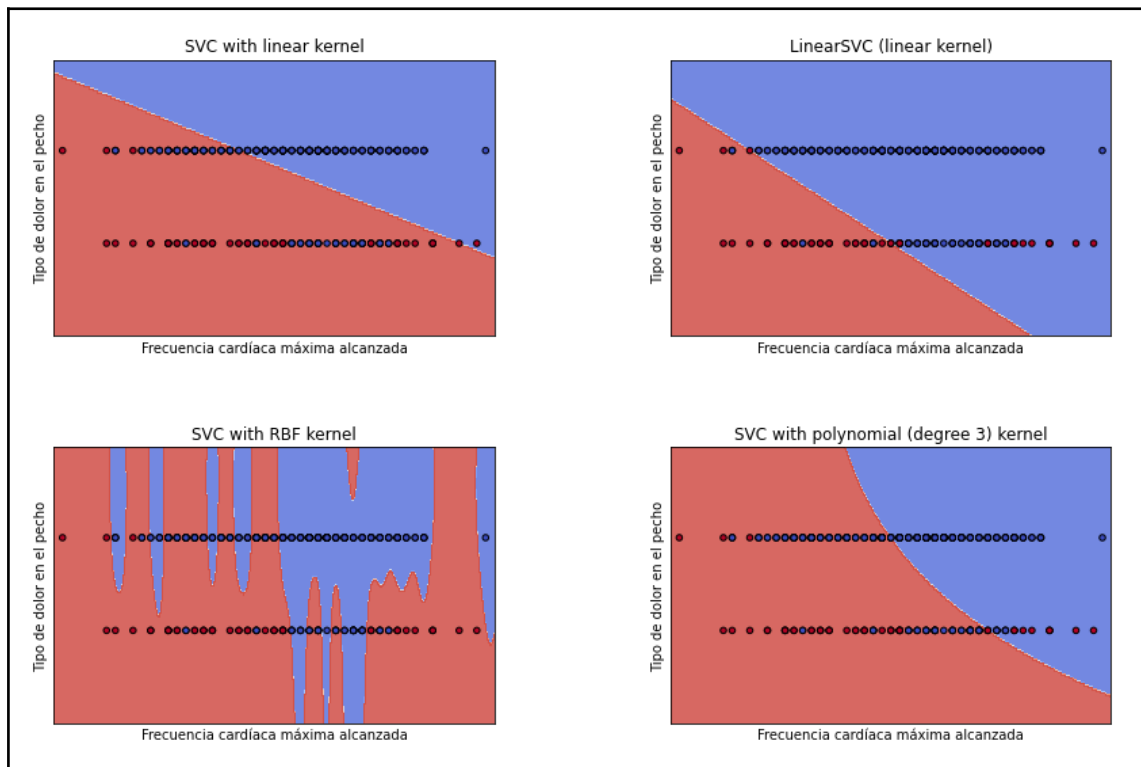 SVC with linear kernel
Tipo de dolor en el pecho
Frecuencia cardíaca máxima alcanzada
LinearSVC (linear kernel)
Tipo de dolor en el pecho
Frecuencia cardíaca máxima alcanzada
SVC with RBF kernel
Tipo de dolor en el pecho
Frecuencia cardíaca máxima alcanzada
SVC with polynomial (degree 3) kernel
Tipo de dolor en el pecho
Frecuencia cardíaca máxima alcanzada